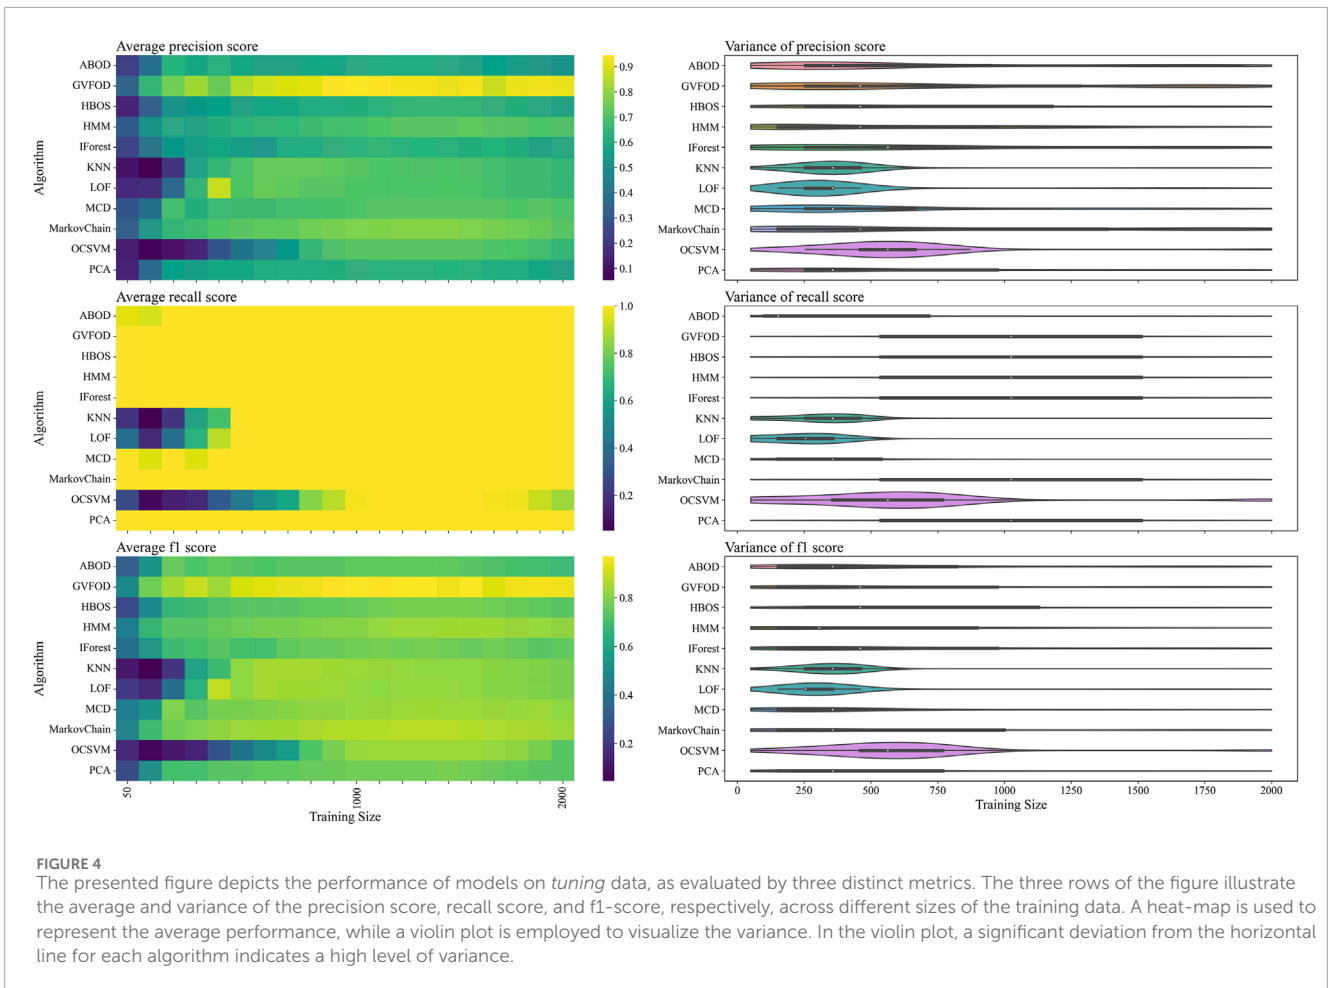 Average precision score
Algorithm
ABOD
GVFOD
HBOS
HMM
IForest
KNN
LOF
MCD
MarkovChain
OCSVM
PCA
0.9
0.8
0.7
0.6
0.5
0.4
0.3
0.2
0.1
Variance of precision score
ABOD
GVFOD
HBOS
HMM
IForest
KNN
LOF
MCD
MarkovChain
OCSVM
PCA
Average recall score
Algorithm
ABOD
GVFOD
HBOS
HMM
IForest
KNN
LOF
MCD
MarkovChain
OCSVM
PCA
1.0
0.8
0.6
0.4
0.2
Variance of recall score
ABOD
GVFOD
HBOS
HMM
IForest
KNN
LOF
MCD
MarkovChain
OCSVM
PCA
Average f1 score
Algorithm
ABOD
GVFOD
HBOS
HMM
IForest
KNN
LOF
MCD
MarkovChain
OCSVM
PCA
50
1000
2000
Training Size
0.8
0.6
0.4
0.2
Variance of f1 score
ABOD
GVFOD
HBOS
HMM
IForest
KNN
LOF
MCD
MarkovChain
OCSVM
PCA
0 250 500 750 1000 1250 1500 1750 2000
Training Size
FIGURE 4
The presented figure depicts the performance of models on tuning data, as evaluated by three distinct metrics. The three rows of the figure illustrate
the average and variance of the precision score, recall score, and f1-score, respectively, across different sizes of the training data. A heat-map is used to
represent the average performance, while a violin plot is employed to visualize the variance. In the violin plot, a significant deviation from the horizontal
line for each algorithm indicates a high level of variance.